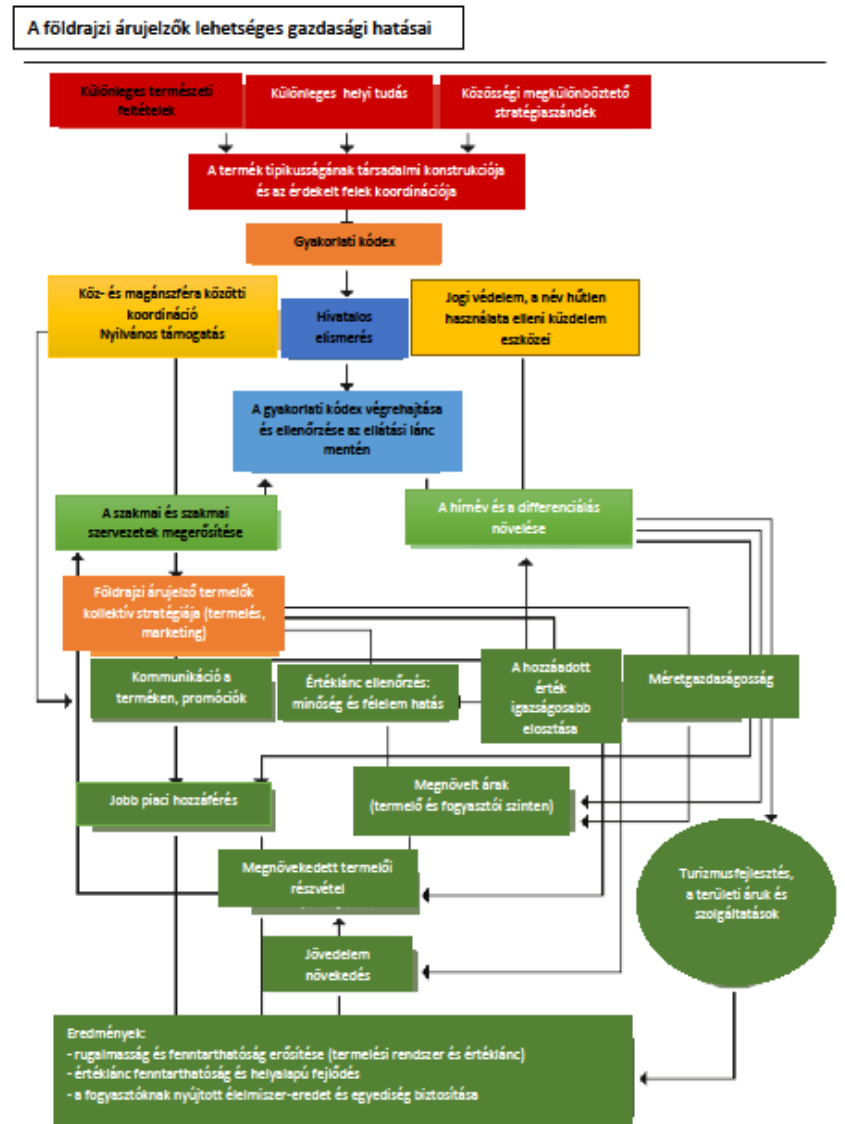 A földrajzi árujelzők lehetséges gazdasági hatásai
Különleges természeti
feltételek
Különleges helyi tudás
Közösségi megkülönböztető
stratégiaszándék
A termék tipikusságának társadalmi konstrukciója
és az érdekelt felek koordinációja
Gyakorlati kódex
Köz- és magánszféra közötti
koordináció
Nyilvános támogatás
Hivatalos
elismerés
Jogi védelem, a név hűtlen
használata elleni küzdelem
eszközei
A gyakorlati kódex végrehajtása
és ellenőrzése az ellátási lánc
mentén
A szakmai és szakmai
szervezetek megerősítése
A hírnév és a differenciálás
növelése
Földrajzi árujelző termelők
kollektív stratégiája (termelés,
marketing)
Kommunikáció a
terméken, promóciók
Értéklánc ellenőrzés:
minőség és félelem hatás
A hozzáadott
érték
igazságosabb
elosztása
Méretgazdaságosság
Jobb piaci hozzáférés
Megnövelt árak
(termelő és fogyasztói szinten)
Megnövekedett termelői
részvétel
Turizmusfejlesztés,
a területi áruk és
szolgáltatások
Jövedelem
növekedés
Eredmények:
- rugalmasság és fenntarthatóság erősítése (termelési rendszer és értéklánc)
- értéklánc fenntarthatóság és helyalapú fejlődés
- a fogyasztóknak nyújtott élelmiszer-eredet és egyediség biztosítása